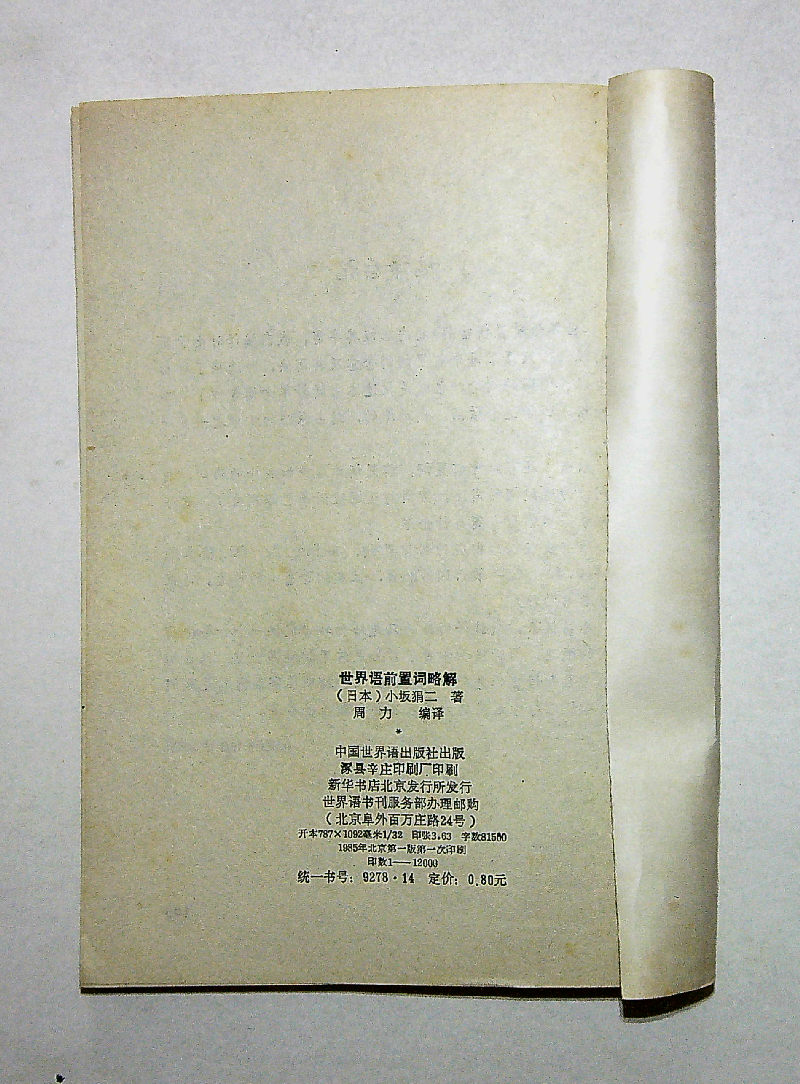 世界语前置词略解
（日本）小坂狷二 著
周 力 编译
*
中国世界语出版社出版
涿县辛庄印刷厂印刷
新华书店北京发行所发行
世界语书刊服务部办理邮购
（北京阜外百万庄路24号）
开本787×1092毫米1/32 印张3.63 字数81500
1985年北京第一版第一次印刷
印数1——12000
统一书号：9278·14 定价：0.80元